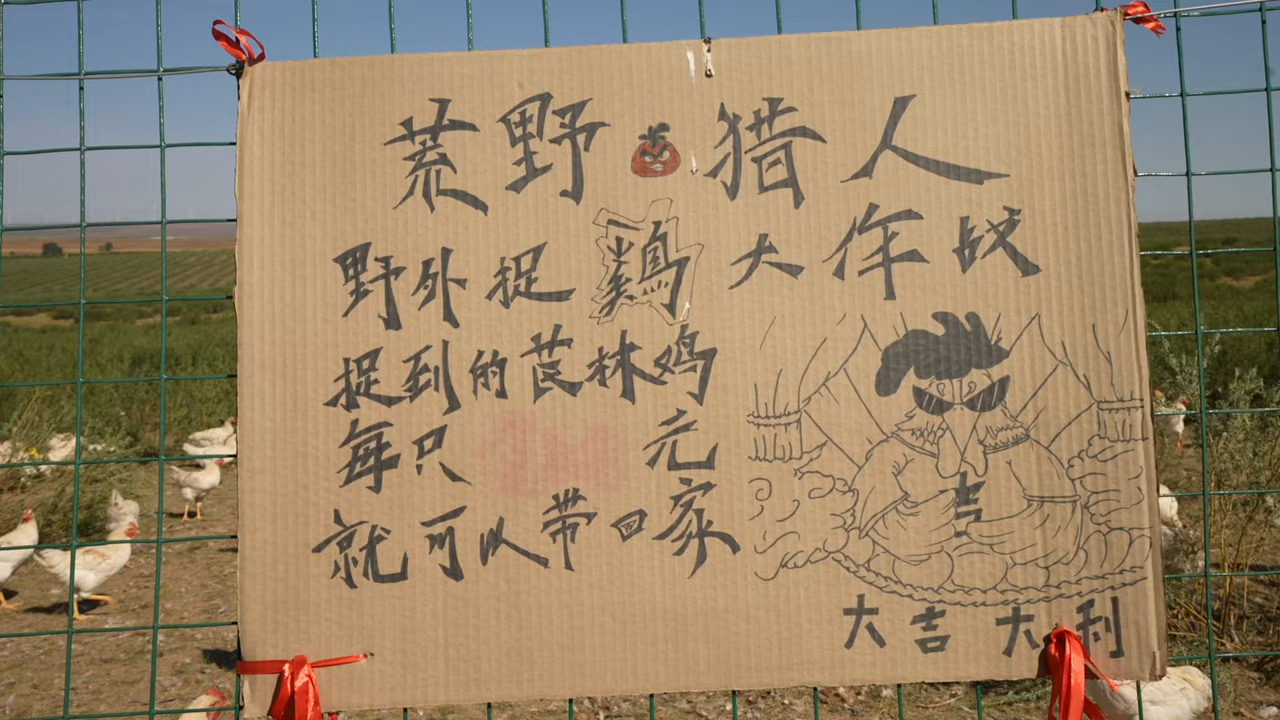 荒野猎人
野外捉鷄大作战
捉到的林鸡
每只 元
就可以带回家
吉
大吉大利